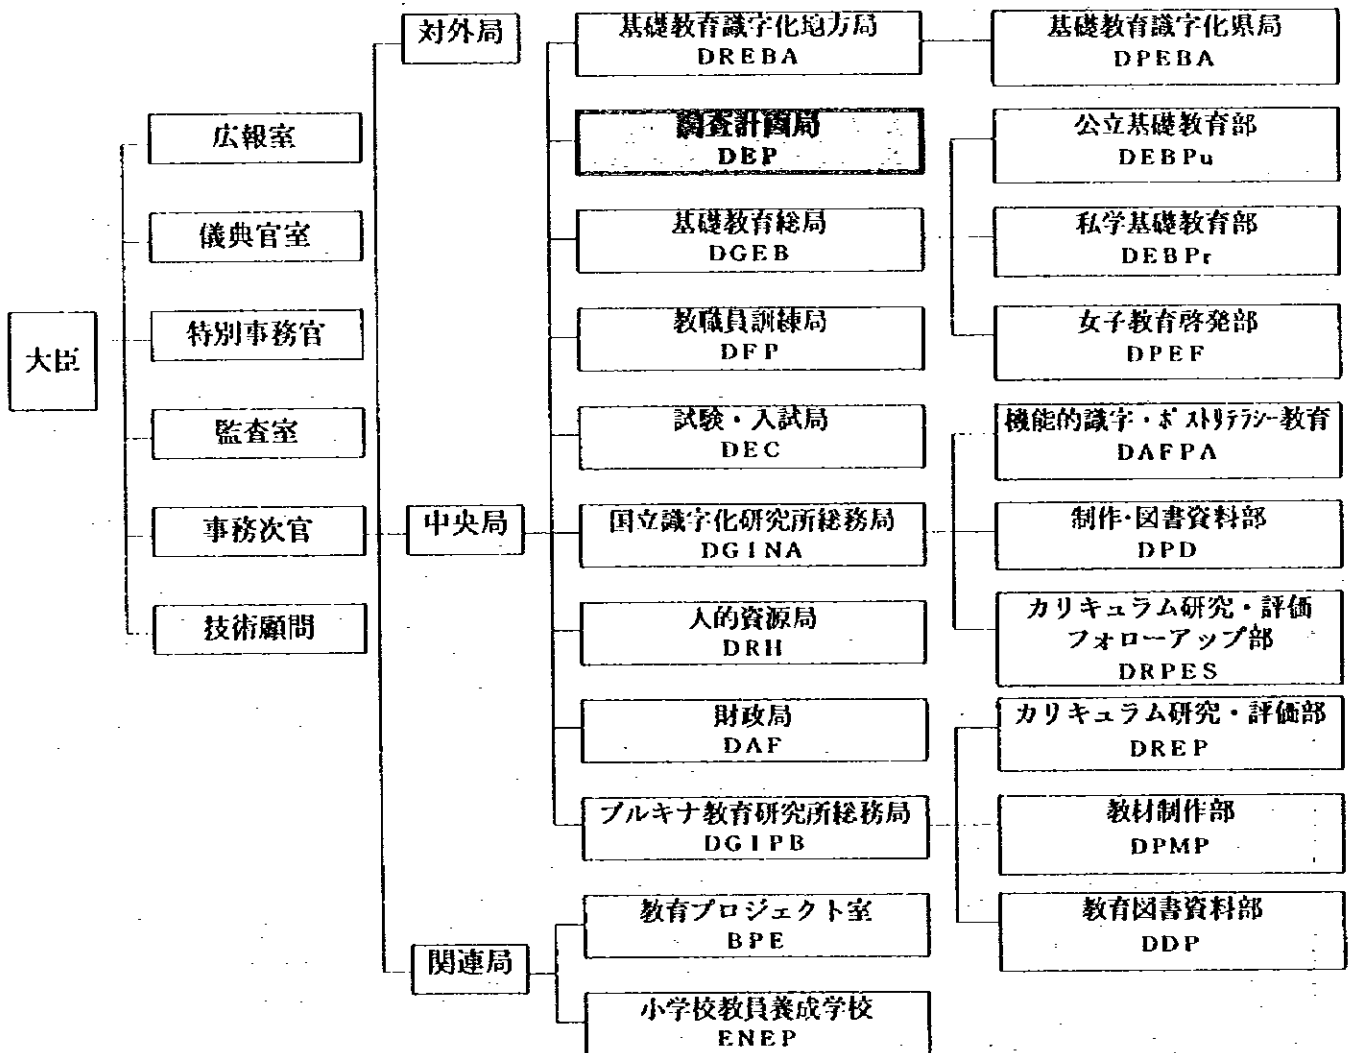 大臣
広報室
儀典官室
特別事務官
監査室
事務次官
技術顧問
対外局
中央局
関連局
基礎教育識字化地方局
DREBA
調査計画局
DEP
基礎教育総局
DGEB
教職員訓練局
DFP
試験・入試局
DEC
国立識字化研究所総務局
DGINA
人的資源局
DRH
財政局
DAF
ブルキナ教育研究所総務局
DGIPB
教育プロジェクト室
BPE
小学校教員養成学校
ENEP
基礎教育識字化県局
DPEBA
公立基礎教育部
DEBPu
私学基礎教育部
DEBPr
女子教育啓発部
DPEF
機能的識字・ポストリテラシー教育
DAFPA
制作・図書資料部
DPD
カリキュラム研究・評価
フォローアップ部
DRPES
カリキュラム研究・評価部
DREP
教材制作部
DPMP
教育図書資料部
DDP